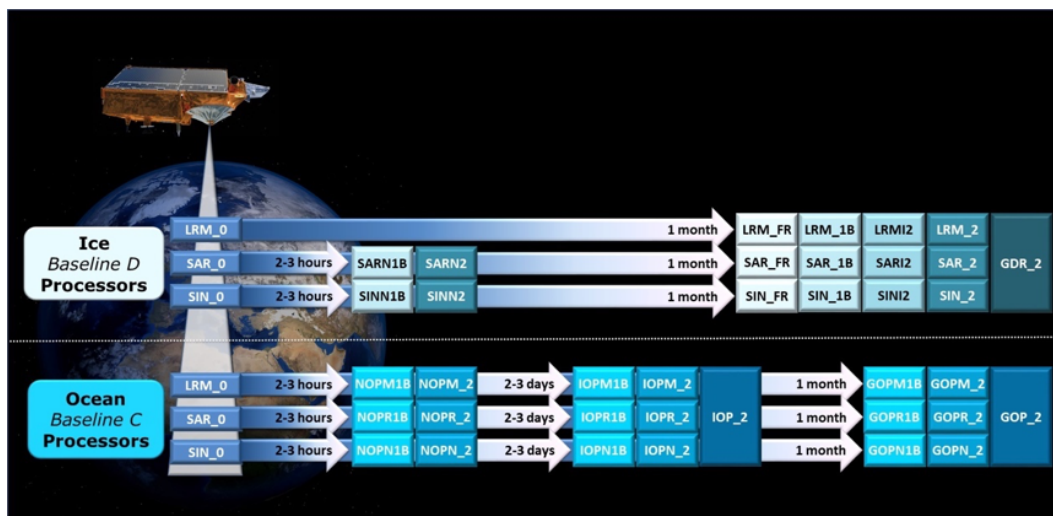 LRM_0 1 month LRM_FR LRM_1B LRMI2 LRM_2
Ice
Baseline D
Processors
SAR_0 2-3 hours SARN1B SARN2 1 month SAR_FR SAR_1B SARI2 SAR_2 GDR_2
SIN_0 2-3 hours SINN1B SINN2 1 month SIN_FR SIN_1B SINI2 SIN_2
LRM_0 2-3 hours NOPM1B NOPM_2 2-3 days IOPM1B IOPM_2 1 month GOPM1B GOPM_2
Ocean
Baseline C
Processors
SAR_0 2-3 hours NOPR1B NOPR_2 2-3 days IOPR1B IOPR_2 IOP_2 1 month GOPR1B GOPR_2 GOP_2
SIN_0 2-3 hours NOPN1B NOPN_2 2-3 days IOPN1B IOPN_2 1 month GOPN1B GOPN_2